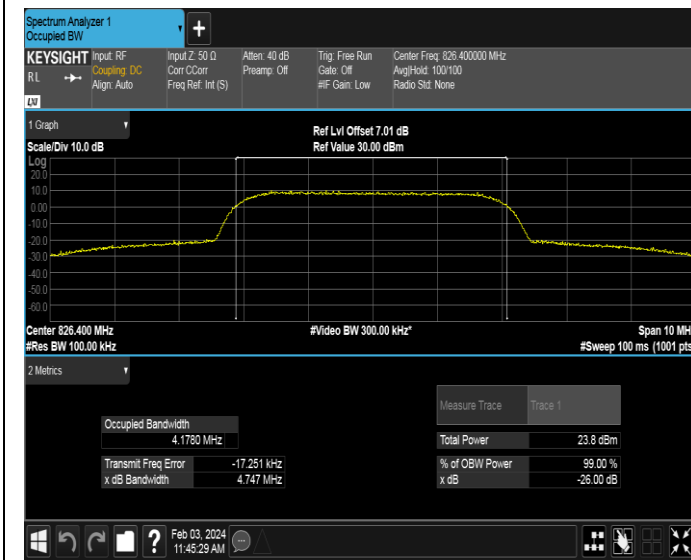 Spectrum Analyzer 1
Occupied BW
+
KEYSIGHT
RL
LXI
Input: RF
Coupling: DC
Align: Auto
Input Z: 50 Ω
Corr CCorr
Freq Ref: Int (S)
Atten: 40 dB
Preamp: Off
Trig: Free Run
Gate: Off
#IF Gain: Low
Center Freq: 826.400000 MHz
Avg|Hold: 100/100
Radio Std: None
1 Graph
Scale/Div 10.0 dB
Ref Lvl Offset 7.01 dB
Ref Value 30.00 dBm
Log
20.0
10.0
0.00
-10.0
-20.0
-30.0
-40.0
-50.0
-60.0
Center 826.400 MHz
#Video BW 300.00 kHz*
Span 10 MH
#Res BW 100.00 kHz
#Sweep 100 ms (1001 pts
2 Metrics
Measure Trace Trace 1
Occupied Bandwidth
4.1780 MHz
Total Power 23.8 dBm
Transmit Freq Error -17.251 kHz
% of OBW Power 99.00 %
x dB Bandwidth 4.747 MHz
x dB -26.00 dB
?
Feb 03, 2024
11:45:29 AM